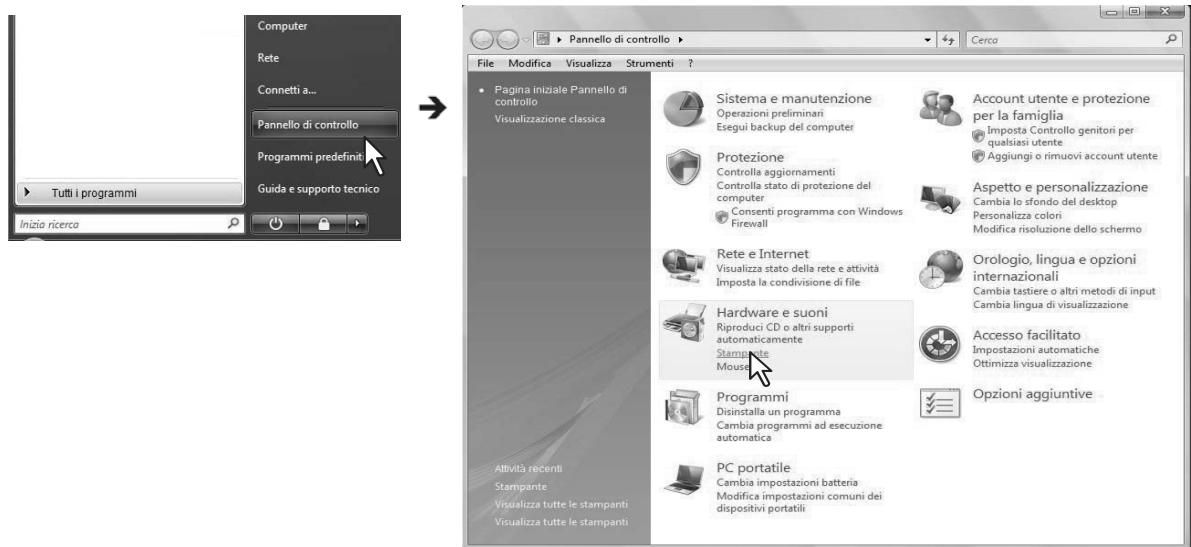 Computer
Rete
Connetti a...
Pannello di controllo
Programmi predefiniti
Guida e supporto tecnico
Tutti i programmi
Inizia ricerca
Pannello di controllo
Cerca
File Modifica Visualizza Strumenti ?
Pagina iniziale Pannello di
controllo
Visualizzazione classica
Attività recenti
Stampante
Visualizza tutte le stampanti
Visualizza tutte le stampanti
Sistema e manutenzione
Operazioni preliminari
Esegui backup del computer
Protezione
Controlla aggiornamenti
Controlla stato di protezione del
computer
Consenti programma con Windows
Firewall
Rete e Internet
Visualizza stato della rete e attività
Imposta la condivisione di file
Hardware e suoni
Riproduci CD o altri supporti
automaticamente
Stampante
Mouse
Programmi
Disinstalla un programma
Cambia programmi ad esecuzione
automatica
PC portatile
Cambia impostazioni batteria
Modifica impostazioni comuni dei
dispositivi portatili
Account utente e protezione
per la famiglia
Imposta Controllo genitori per
qualsiasi utente
Aggiungi o rimuovi account utente
Aspetto e personalizzazione
Cambia lo sfondo del desktop
Personalizza colori
Modifica risoluzione dello schermo
Orologio, lingua e opzioni
internazionali
Cambia tastiere o altri metodi di input
Cambia lingua di visualizzazione
Accesso facilitato
Impostazioni automatiche
Ottimizza visualizzazione
Opzioni aggiuntive